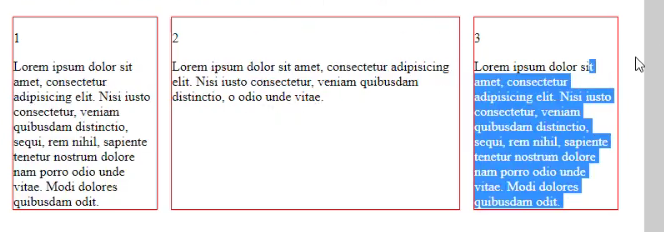 1
Lorem ipsum dolor sit
amet, consectetur
adipisicing elit. Nisi iusto
consectetur, veniam
quibusdam distinctio,
sequi, rem nihil, sapiente
tenetur nostrum dolore
nam porro odio unde
vitae. Modi dolores
quibusdam odit.
2
Lorem ipsum dolor sit amet, consectetur adipisicing
elit. Nisi iusto consectetur, veniam quibusdam
distinctio, o odio unde vitae.
3
Lorem ipsum dolor sit
amet, consectetur
adipisicing elit. Nisi iusto
consectetur, veniam
quibusdam distinctio,
sequi, rem nihil, sapiente
tenetur nostrum dolore
nam porro odio unde
vitae. Modi dolores
quibusdam odit.